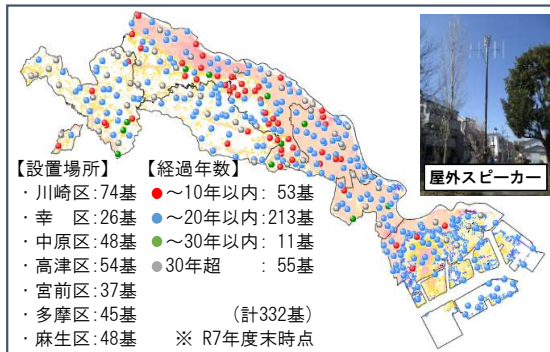 屋外スピーカー
【設置場所】 【経過年数】
・川崎区:74基 ●～10年以内: 53基
・幸　区:26基 ●～20年以内:213基
・中原区:48基 ●～30年以内: 11基
・高津区:54基 ●30年超　　: 55基
・宮前区:37基
・多摩区:45基 (計332基)
・麻生区:48基 ※ R7年度末時点